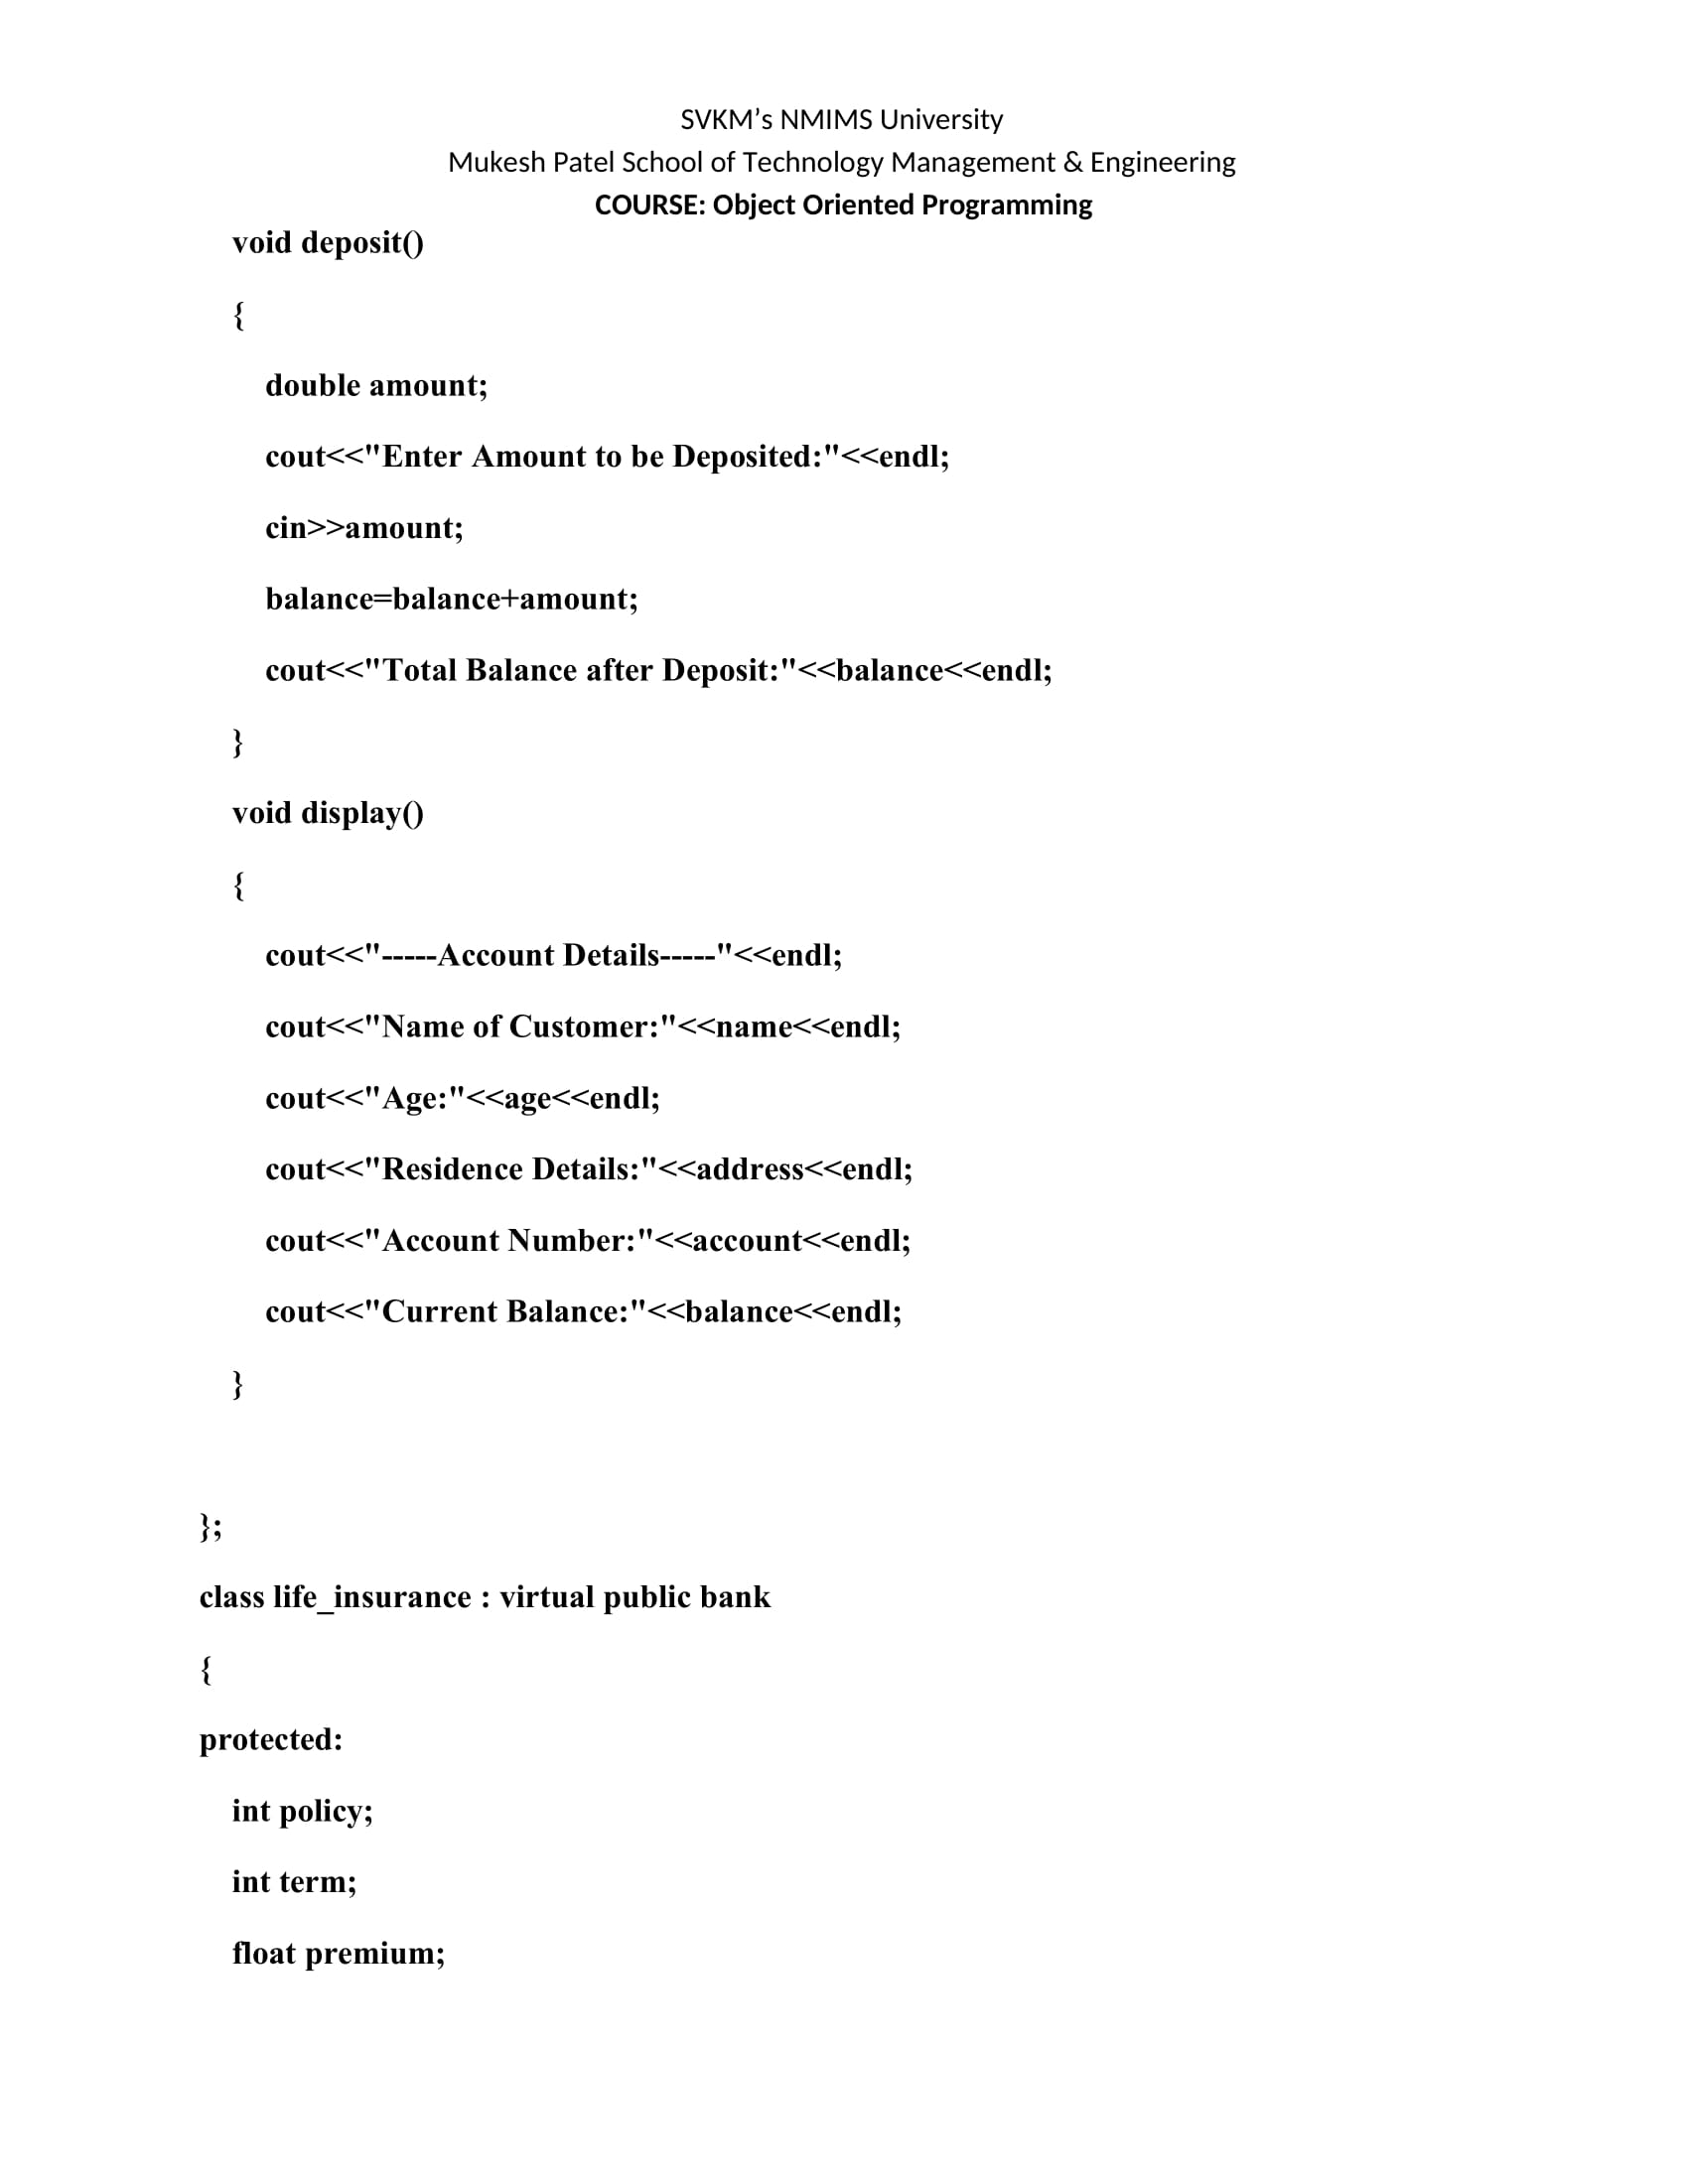 SVKM’s NMIMS University
Mukesh Patel School of Technology Management & Engineering
COURSE: Object Oriented Programming
void deposit()
{
double amount;
cout<<"Enter Amount to be Deposited:"<<endl;
cin>>amount;
balance=balance+amount;
cout<<"Total Balance after Deposit:"<<balance<<endl;
}
void display()
{
cout<<"-----Account Details-----"<<endl;
cout<<"Name of Customer:"<<name<<endl;
cout<<"Age:"<<age<<endl;
cout<<"Residence Details:"<<address<<endl;
cout<<"Account Number:"<<account<<endl;
cout<<"Current Balance:"<<balance<<endl;
}
};
class life_insurance : virtual public bank
{
protected:
int policy;
int term;
float premium;